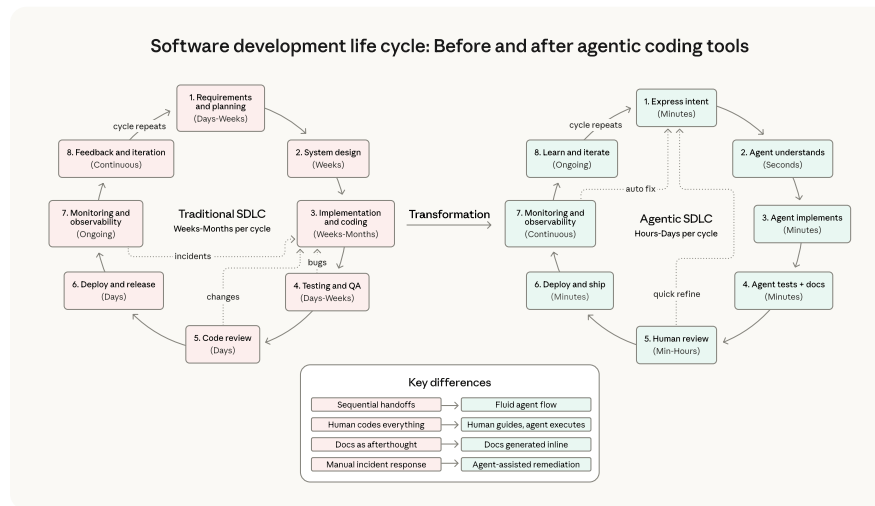 Software development life cycle: Before and after agentic coding tools
1. Requirements
and planning
(Days-Weeks)
cycle repeats
8. Feedback and iteration
(Continuous)
2. System design
(Weeks)
7. Monitoring and
observability
(Ongoing)
Traditional SDLC
Weeks-Months per cycle
3. Implementation
and coding
(Weeks-Months)
incidents
bugs
6. Deploy and release
(Days)
changes
4. Testing and QA
(Days-Weeks)
5. Code review
(Days)
Transformation
1. Express intent
(Minutes)
cycle repeats
8. Learn and iterate
(Ongoing)
2. Agent understands
(Seconds)
auto fix
7. Monitoring and
observability
(Continuous)
Agentic SDLC
Hours-Days per cycle
3. Agent implements
(Minutes)
6. Deploy and ship
(Minutes)
quick refine
4. Agent tests + docs
(Minutes)
5. Human review
(Min-Hours)
Key differences
Sequential handoffs
Fluid agent flow
Human codes everything
Human guides, agent executes
Docs as afterthought
Docs generated inline
Manual incident response
Agent-assisted remediation